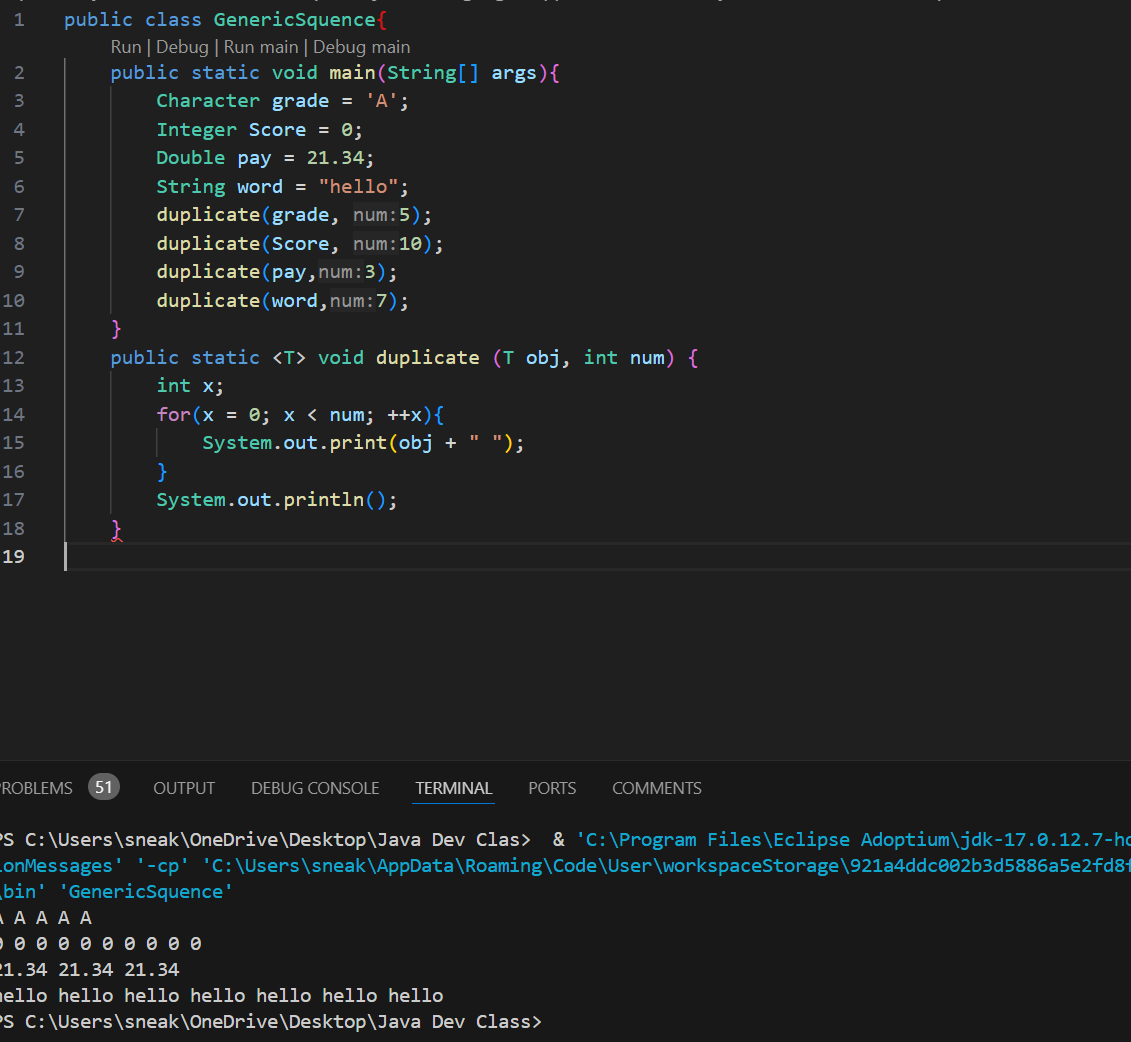 1 public class GenericSquence{
Run | Debug | Run main | Debug main
2 public static void main(String[] args){
3 Character grade = 'A';
4 Integer Score = 0;
5 Double pay = 21.34;
6 String word = "hello";
7 duplicate(grade, num:5);
8 duplicate(Score, num:10);
9 duplicate(pay,num:3);
10 duplicate(word,num:7);
11 }
12 public static <T> void duplicate (T obj, int num) {
13 int x;
14 for(x = 0; x < num; ++x){
15 System.out.print(obj + " ");
16 }
17 System.out.println();
18 }
19
PROBLEMS 51 OUTPUT DEBUG CONSOLE TERMINAL PORTS COMMENTS
PS C:\Users\sneak\OneDrive\Desktop\Java Dev Clas> & 'C:\Program Files\Eclipse Adoptium\jdk-17.0.12.7-ho
ionMessages' '-cp' 'C:\Users\sneak\AppData\Roaming\Code\User\workspaceStorage\921a4ddc002b3d5886a5e2fd8f
\bin' 'GenericSquence'
A A A A A
0 0 0 0 0 0 0 0 0 0
21.34 21.34 21.34
hello hello hello hello hello hello hello
PS C:\Users\sneak\OneDrive\Desktop\Java Dev Class>